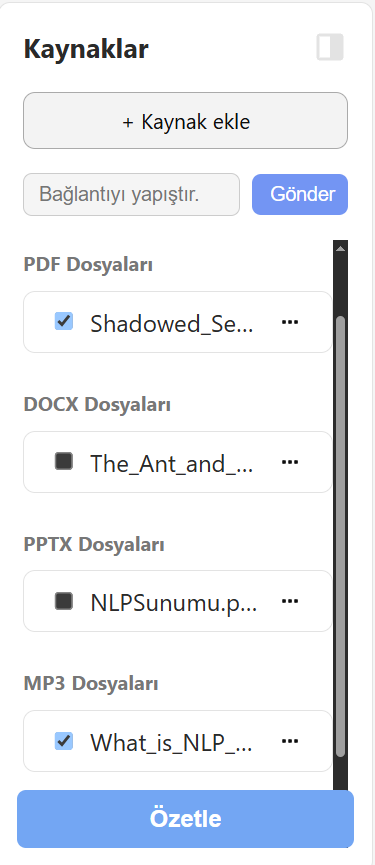 Kaynaklar
+ Kaynak ekle
Bağlantıyı yapıştır.
Gönder
PDF Dosyaları
Shadowed_Se...
DOCX Dosyaları
The_Ant_and_...
PPTX Dosyaları
NLPSunumu.p...
MP3 Dosyaları
What_is_NLP_...
Özetle